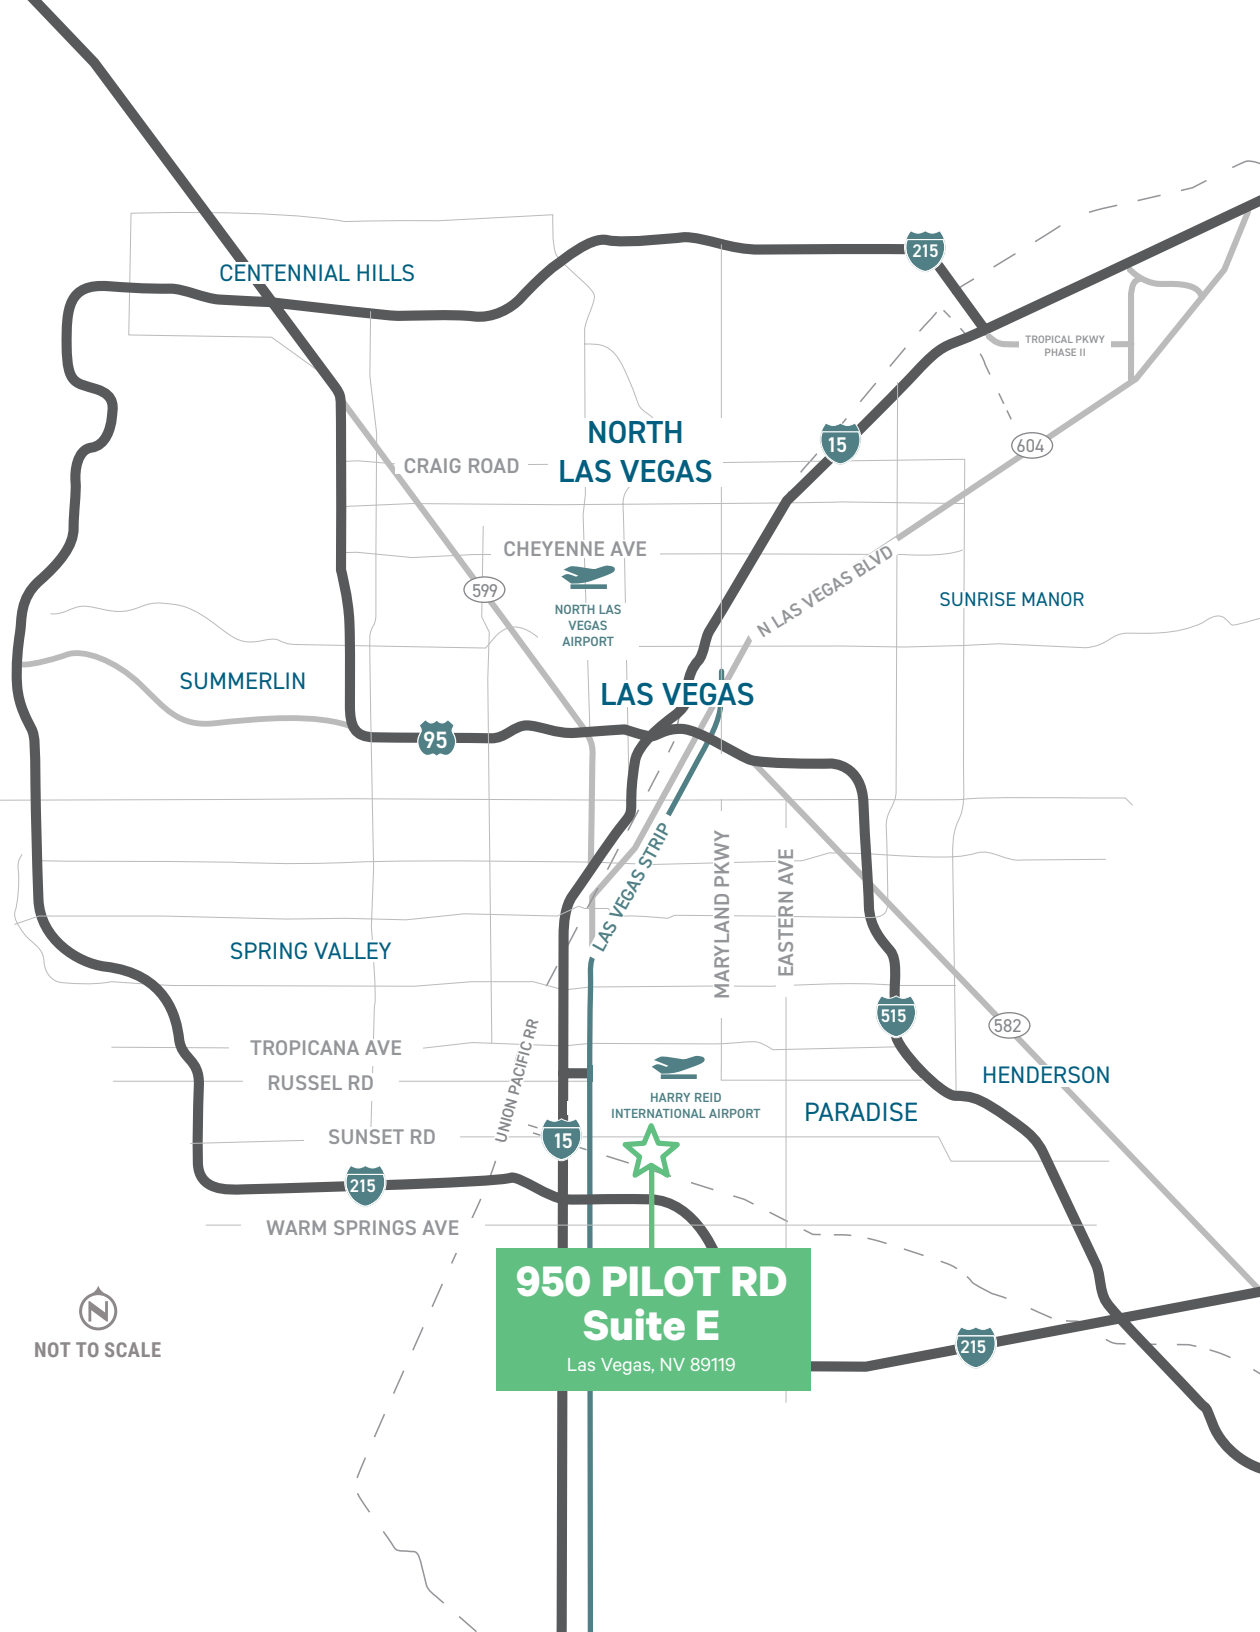 215
CENTENNIAL HILLS
TROPICAL PKWY
PHASE II
NORTH
LAS VEGAS
15
604
CRAIG ROAD
CHEYENNE AVE
599
NORTH LAS
VEGAS
AIRPORT
N LAS VEGAS BLVD
SUNRISE MANOR
SUMMERLIN
LAS VEGAS
95
LAS VEGAS STRIP
MARYLAND PKWY
EASTERN AVE
SPRING VALLEY
515
582
TROPICANA AVE
UNION PACIFIC RR
RUSSEL RD
HENDERSON
HARRY REID
INTERNATIONAL AIRPORT
PARADISE
SUNSET RD
15
215
WARM SPRINGS AVE
950 PILOT RD
Suite E
Las Vegas, NV 89119
N
NOT TO SCALE
215